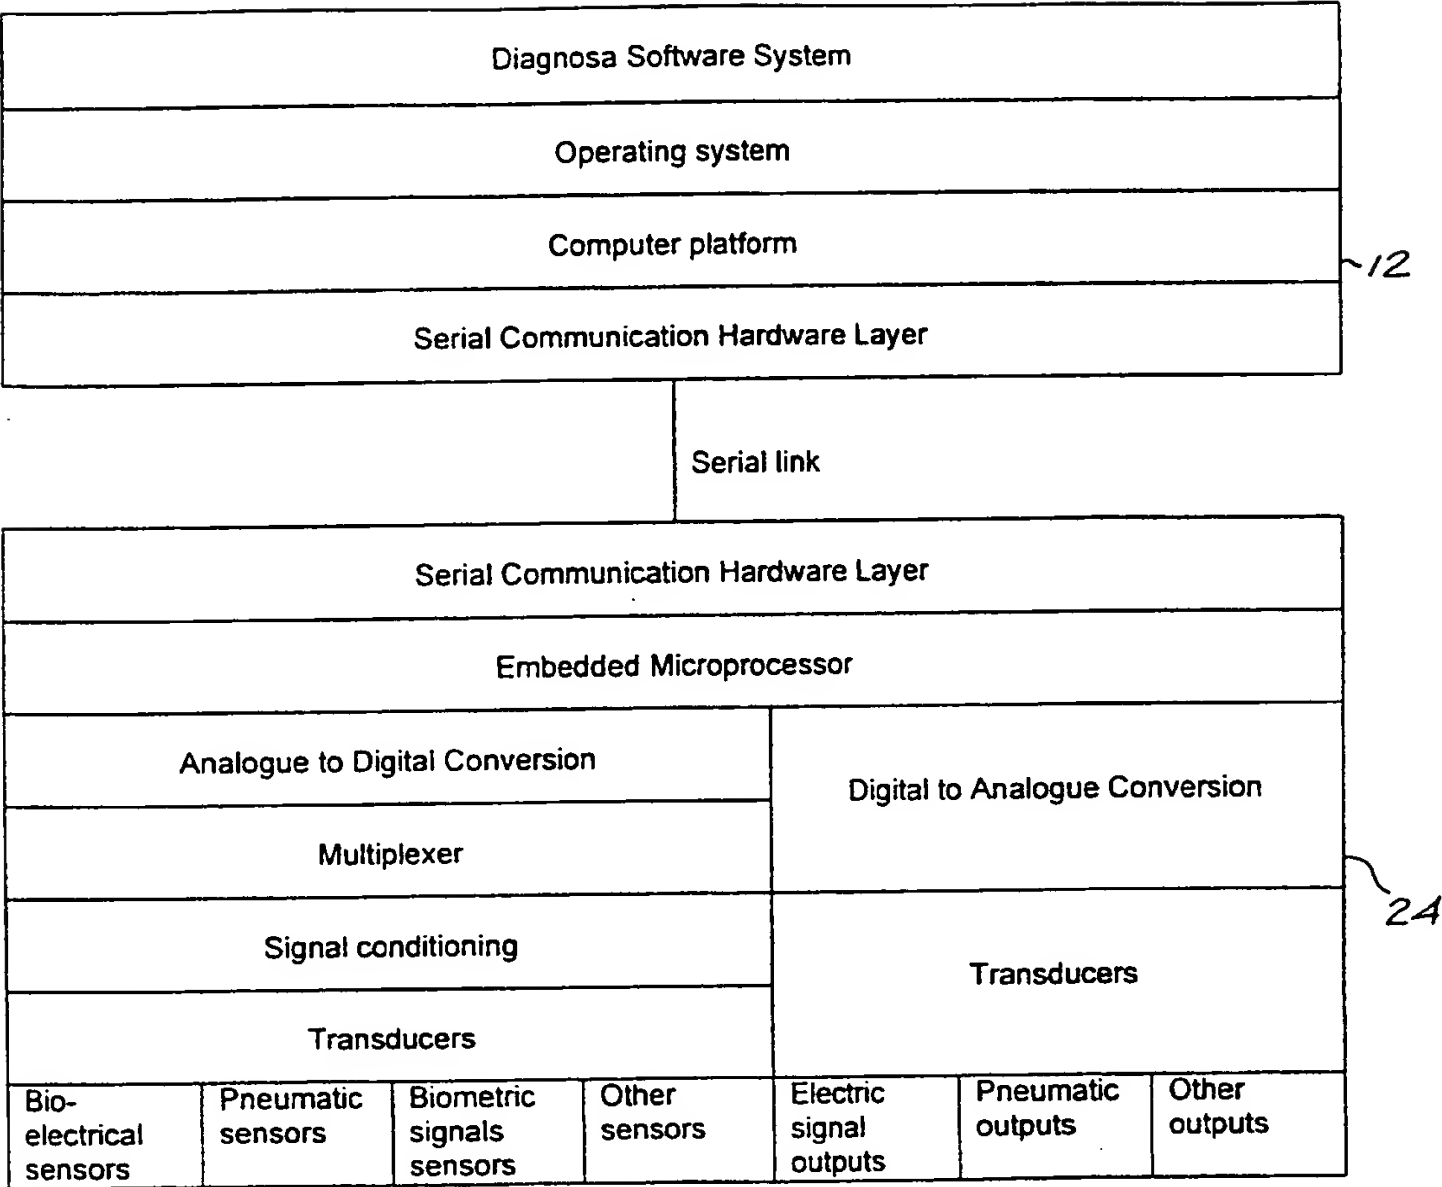 Diagnosa Software System
Operating system
Computer platform
12
Serial Communication Hardware Layer
Serial link
Serial Communication Hardware Layer
Embedded Microprocessor
Analogue to Digital Conversion
Digital to Analogue Conversion
Multiplexer
24
Signal conditioning
Transducers
Transducers
Bio-
electrical
sensors
Pneumatic
sensors
Biometric
signals
sensors
Other
sensors
Electric
signal
outputs
Pneumatic
outputs
Other
outputs